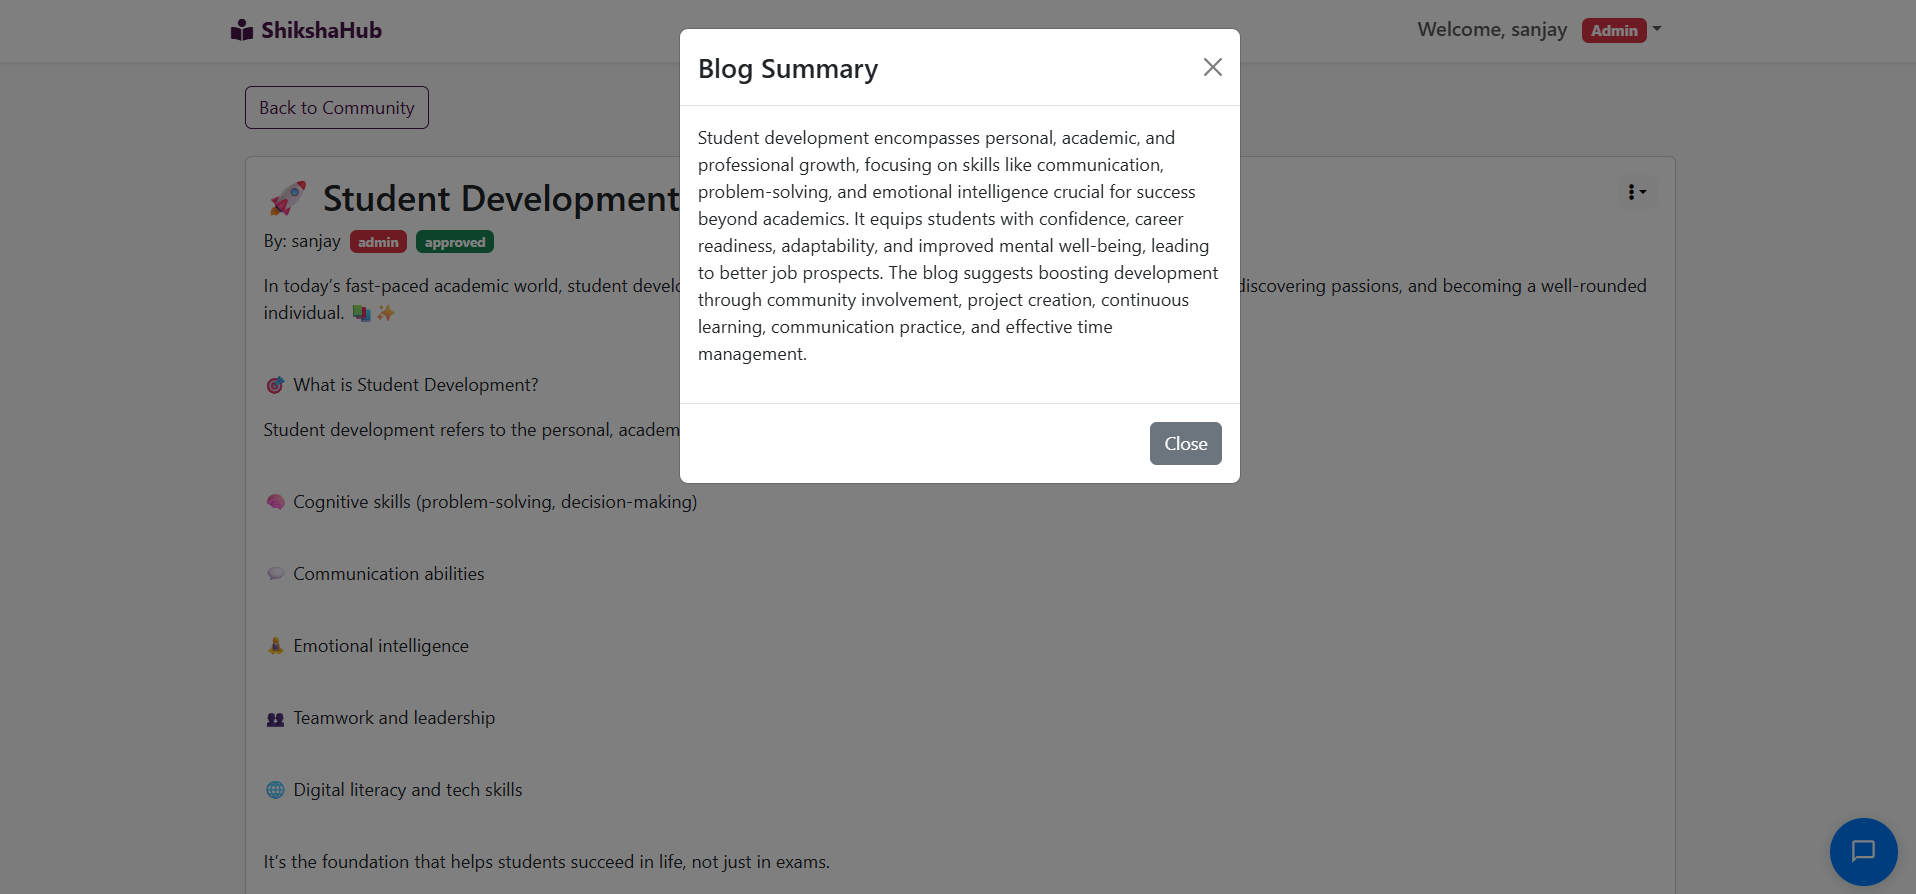 ShikshaHub
Welcome, sanjay Admin
Back to Community
Blog Summary
Student development encompasses personal, academic, and
professional growth, focusing on skills like communication,
problem-solving, and emotional intelligence crucial for success
beyond academics. It equips students with confidence, career
readiness, adaptability, and improved mental well-being, leading
to better job prospects. The blog suggests boosting development
through community involvement, project creation, continuous
learning, communication practice, and effective time
management.
Close
🚀 Student Development
By: sanjay admin approved
In today’s fast-paced academic world, student develo discovering passions, and becoming a well-rounded
individual. 📚 ✨
🎯 What is Student Development?
Student development refers to the personal, academ
🧠 Cognitive skills (problem-solving, decision-making)
💬 Communication abilities
🧘 Emotional intelligence
👥 Teamwork and leadership
🌐 Digital literacy and tech skills
It’s the foundation that helps students succeed in life, not just in exams.